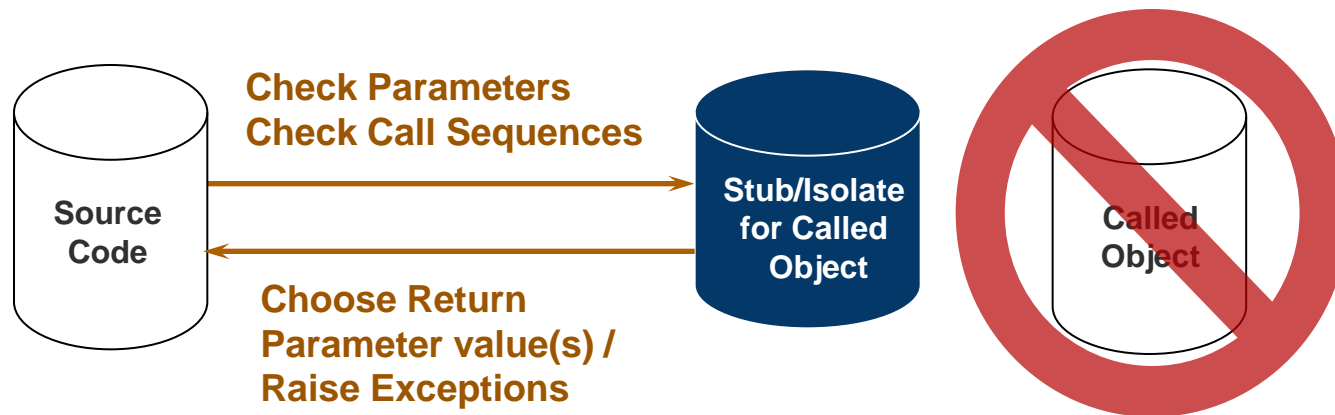 Check Parameters
Check Call Sequences
Source
Code
Stub/Isolate
for Called
Object
Called
Object
Choose Return
Parameter value(s) /
Raise Exceptions